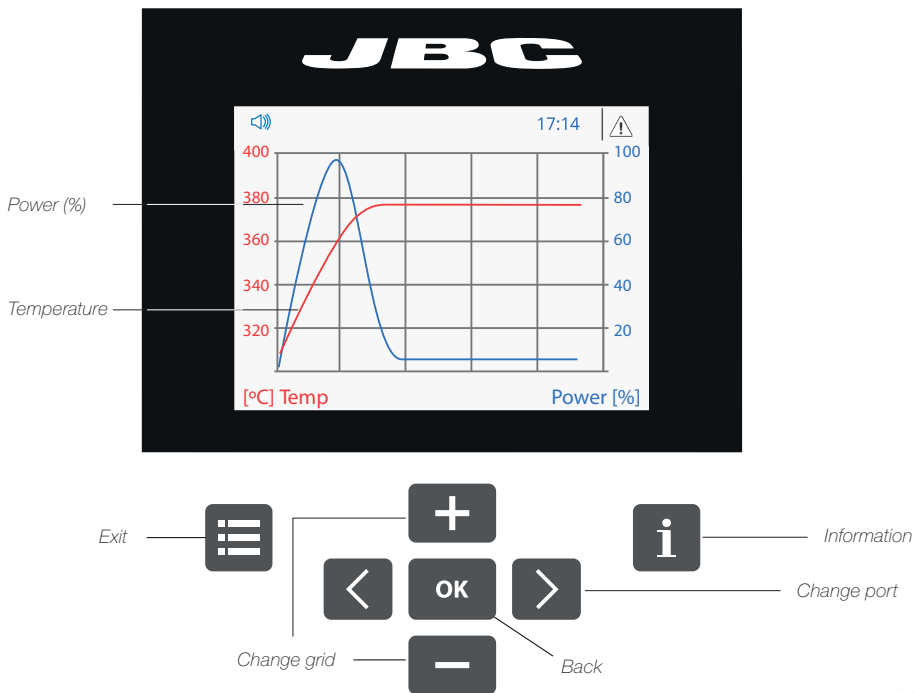 JBC
17:14
400
100
Power (%)
380
80
360
60
Temperature
340
40
320
20
[ºC] Temp
Power [%]
Exit
i
Information
OK
Change port
Change grid
Back